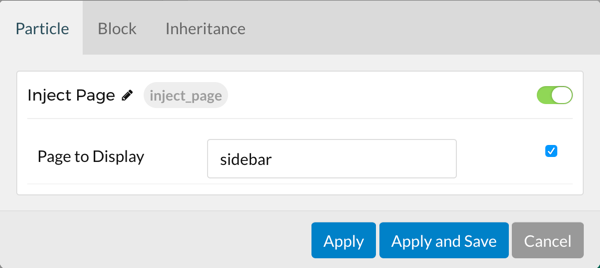 Particle Block Inheritance
Inject Page inject_page
Page to Display sidebar
Apply Apply and Save Cancel